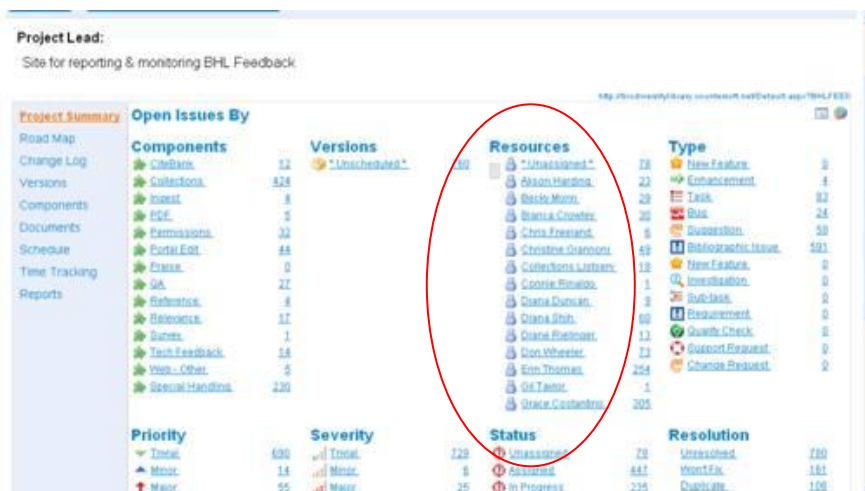 Project Lead:
Site for reporting & monitoring BHL Feedback
Project Summary
Road Map
Change Log
Versions
Components
Documents
Schedule
Time Tracking
Reports
Open Issues By
Components
CiteBank 12
Collections 424
Ingest 4
PDF 5
Permissions 32
Portal Edit 44
Praise 0
QA 27
Reference 4
Relevance 17
Survey 1
Tech Feedback 14
Web - Other 5
Special Handling 230
Versions
* Unscheduled * 760
Resources
* Unassigned * 78
Alison Harding 23
Becky Morin 29
Bianca Crowley 30
Chris Freeland 6
Christine Giannoni 49
Collections Listserv 18
Connie Rinaldo 1
Diana Duncan 9
Diana Shih 60
Diane Rielinger 13
Don Wheeler 73
Erin Thomas 254
Gil Taylor 1
Grace Costantino 305
Type
New Feature 0
Enhancement 4
Task 83
Bug 24
Suggestion 58
Bibliographic Issue 591
New Feature 0
Investigation 0
Sub-task 0
Requirement 0
Quality Check 0
Support Request 0
Change Request 0
Priority
Trivial 690
Minor 14
Major 55
Severity
Trivial 729
Minor 6
Major 25
Status
Unassigned 78
Assigned 447
In Progress 235
Resolution
Unresolved 700
Won't Fix 161
Duplicate 108